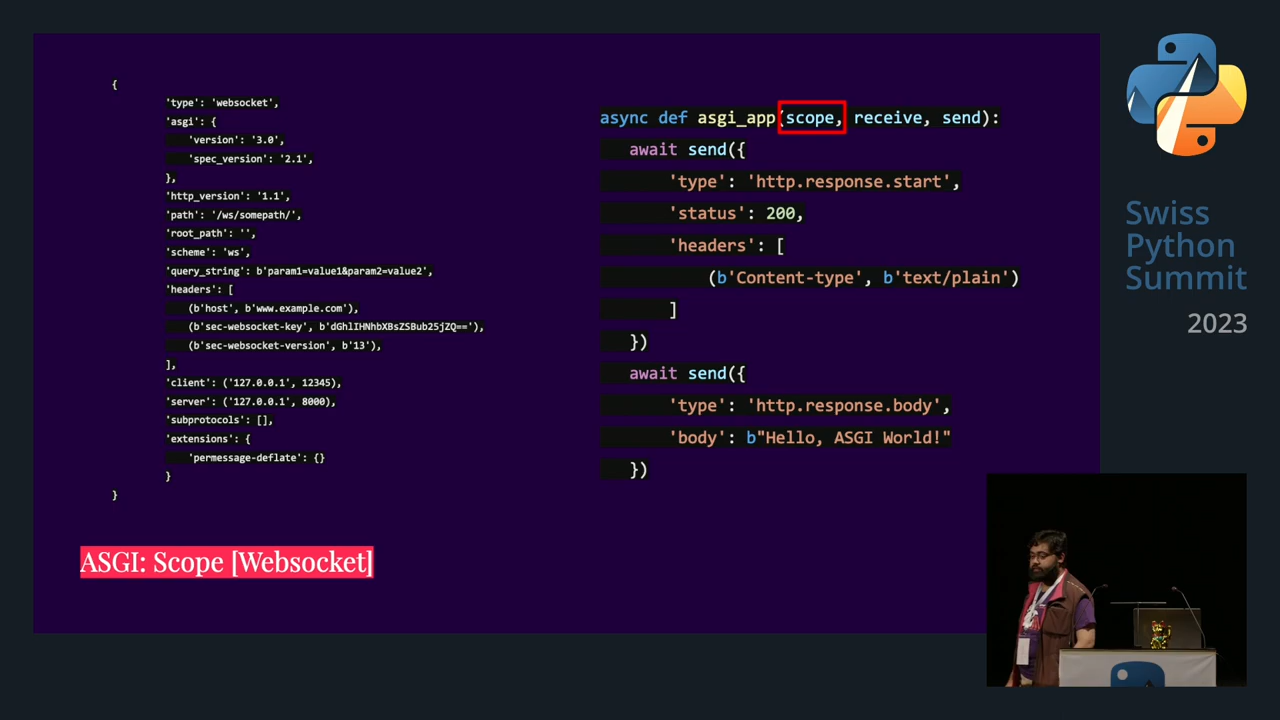 {
'type': 'websocket',
'asgi': {
'version': '3.0',
'spec_version': '2.1',
},
'http_version': '1.1',
'path': '/ws/somepath/',
'root_path': '',
'scheme': 'ws',
'query_string': b'param1=value1&param2=value2',
'headers': [
(b'host', b'www.example.com'),
(b'sec-websocket-key', b'dGhlIHNhbXBsZSBub25jZQ=='),
(b'sec-websocket-version', b'13'),
],
'client': ('127.0.0.1', 12345),
'server': ('127.0.0.1', 8000),
'subprotocols': [],
'extensions': {
'permessage-deflate': {}
}
}
ASGI: Scope [Websocket]
async def asgi_app(scope, receive, send):
await send({
'type': 'http.response.start',
'status': 200,
'headers': [
(b'Content-type', b'text/plain')
]
})
await send({
'type': 'http.response.body',
'body': b"Hello, ASGI World!"
})
Swiss
Python
Summit
2023